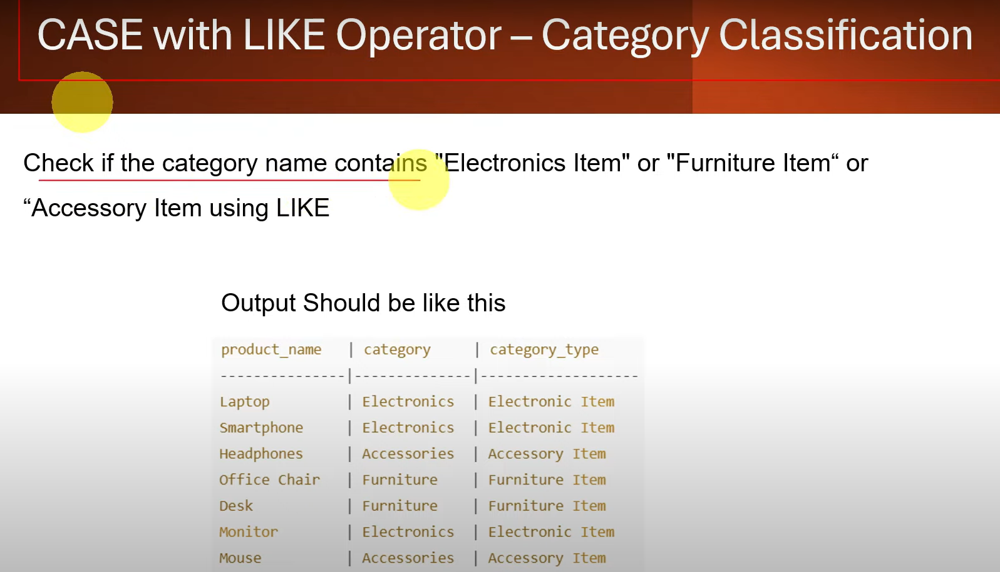 CASE with LIKE Operator – Category Classification
Check if the category name contains "Electronics Item" or "Furniture Item“ or
“Accessory Item using LIKE
Output Should be like this
product_name | category | category_type
---------------|--------------|-------------------
Laptop | Electronics | Electronic Item
Smartphone | Electronics | Electronic Item
Headphones | Accessories | Accessory Item
Office Chair | Furniture | Furniture Item
Desk | Furniture | Furniture Item
Monitor | Electronics | Electronic Item
Mouse | Accessories | Accessory Item